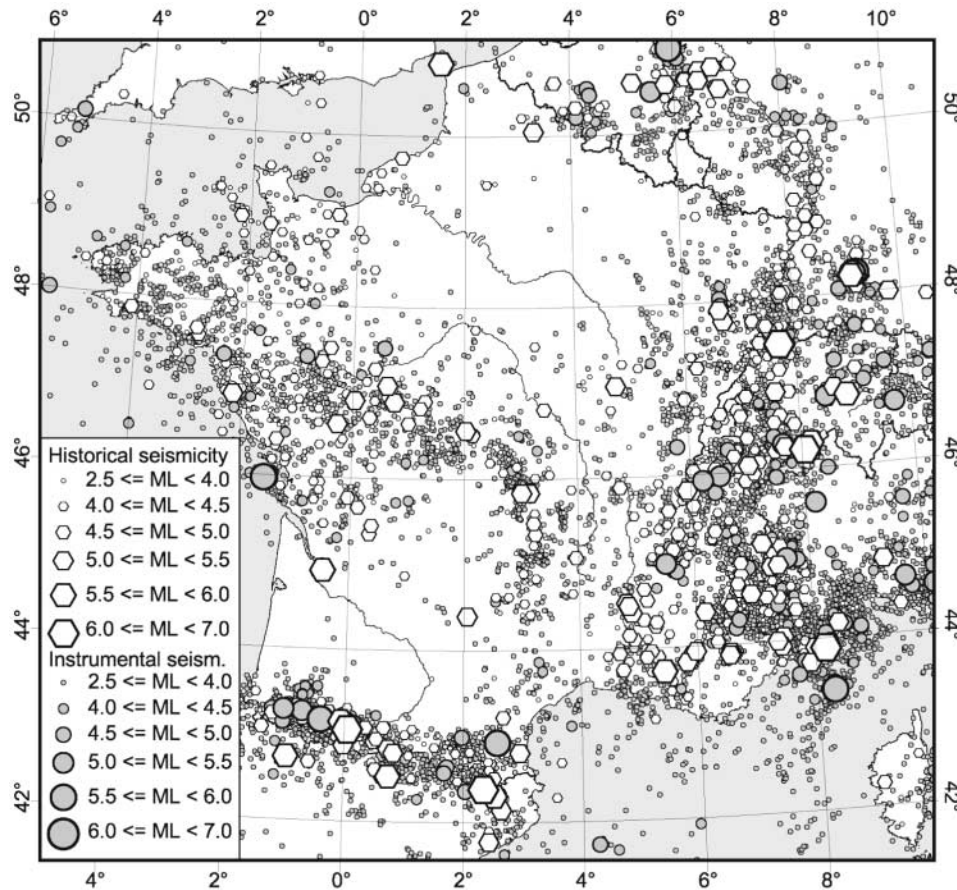 6° 4° 2° 0° 2° 4° 6° 8° 10°
50° 50°
48° 48°
46° 46°
44° 44°
42° 42°
Historical seismicity
2.5 <= ML < 4.0
4.0 <= ML < 4.5
4.5 <= ML < 5.0
5.0 <= ML < 5.5
5.5 <= ML < 6.0
6.0 <= ML < 7.0
Instrumental seism.
2.5 <= ML < 4.0
4.0 <= ML < 4.5
4.5 <= ML < 5.0
5.0 <= ML < 5.5
5.5 <= ML < 6.0
6.0 <= ML < 7.0
4° 2° 0° 2° 4° 6° 8°